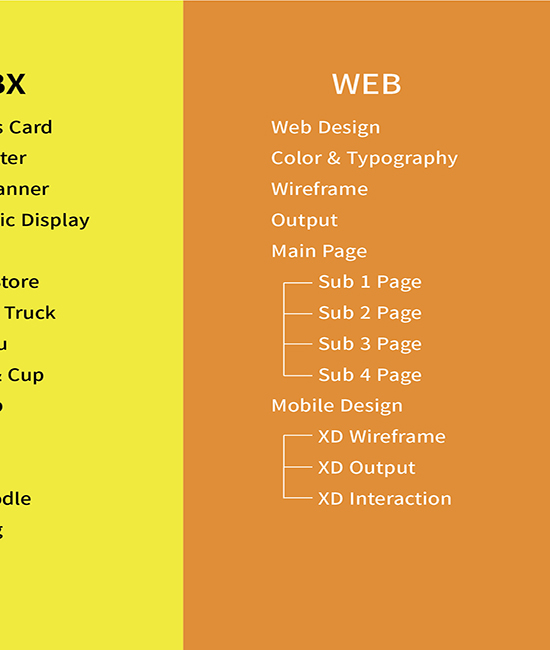 BX
s Card
ter
anner
ic Display
tore
Truck
u
& Cup
odle
g
WEB
Web Design
Color & Typography
Wireframe
Output
Main Page
Sub 1 Page
Sub 2 Page
Sub 3 Page
Sub 4 Page
Mobile Design
XD Wireframe
XD Output
XD Interaction